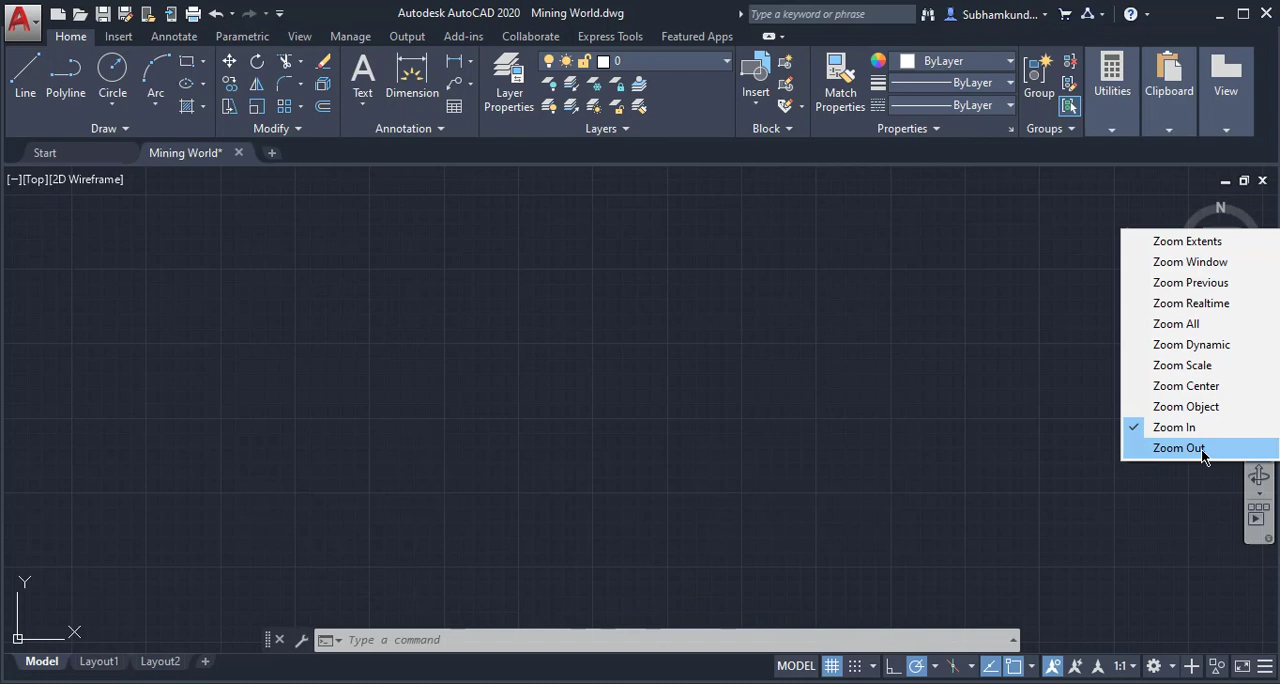 Autodesk AutoCAD 2020 Mining World.dwg
Type a keyword or phrase
Subhamkund...
Home Insert Annotate Parametric View Manage Output Add-ins Collaborate Express Tools Featured Apps
Line Polyline Circle Arc
Draw
Modify
Text Dimension
Annotation
Layer
Properties
0
Layers
Insert
Block
Match
Properties
ByLayer
ByLayer
ByLayer
Properties
Group
Groups
Utilities
Clipboard
View
Start
Mining World*
[−][Top][2D Wireframe]
N
Zoom Extents
Zoom Window
Zoom Previous
Zoom Realtime
Zoom All
Zoom Dynamic
Zoom Scale
Zoom Center
Zoom Object
Zoom In
Zoom Out
Y
X
Type a command
Model Layout1 Layout2
MODEL
1:1